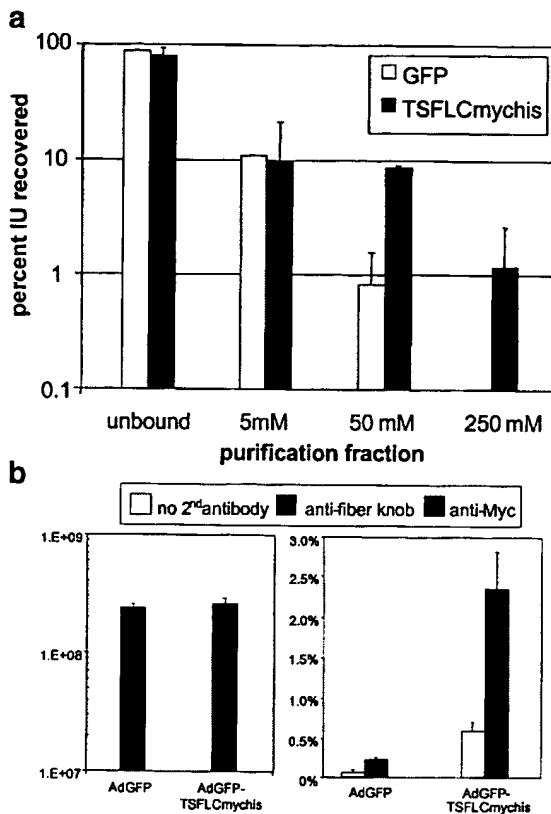 a
percent IU recovered
100
10
1
0.1
GFP
TSFLCmychis
unbound
5mM
50 mM
250 mM
purification fraction
b
no 2nd antibody
anti-fiber knob
anti-Myc
1.E+09
1.E+08
1.E+07
AdGFP
AdGFP-
TSFLCmychis
3.0%
2.5%
2.0%
1.5%
1.0%
0.5%
0%
AdGFP
AdGFP-
TSFLCmychis